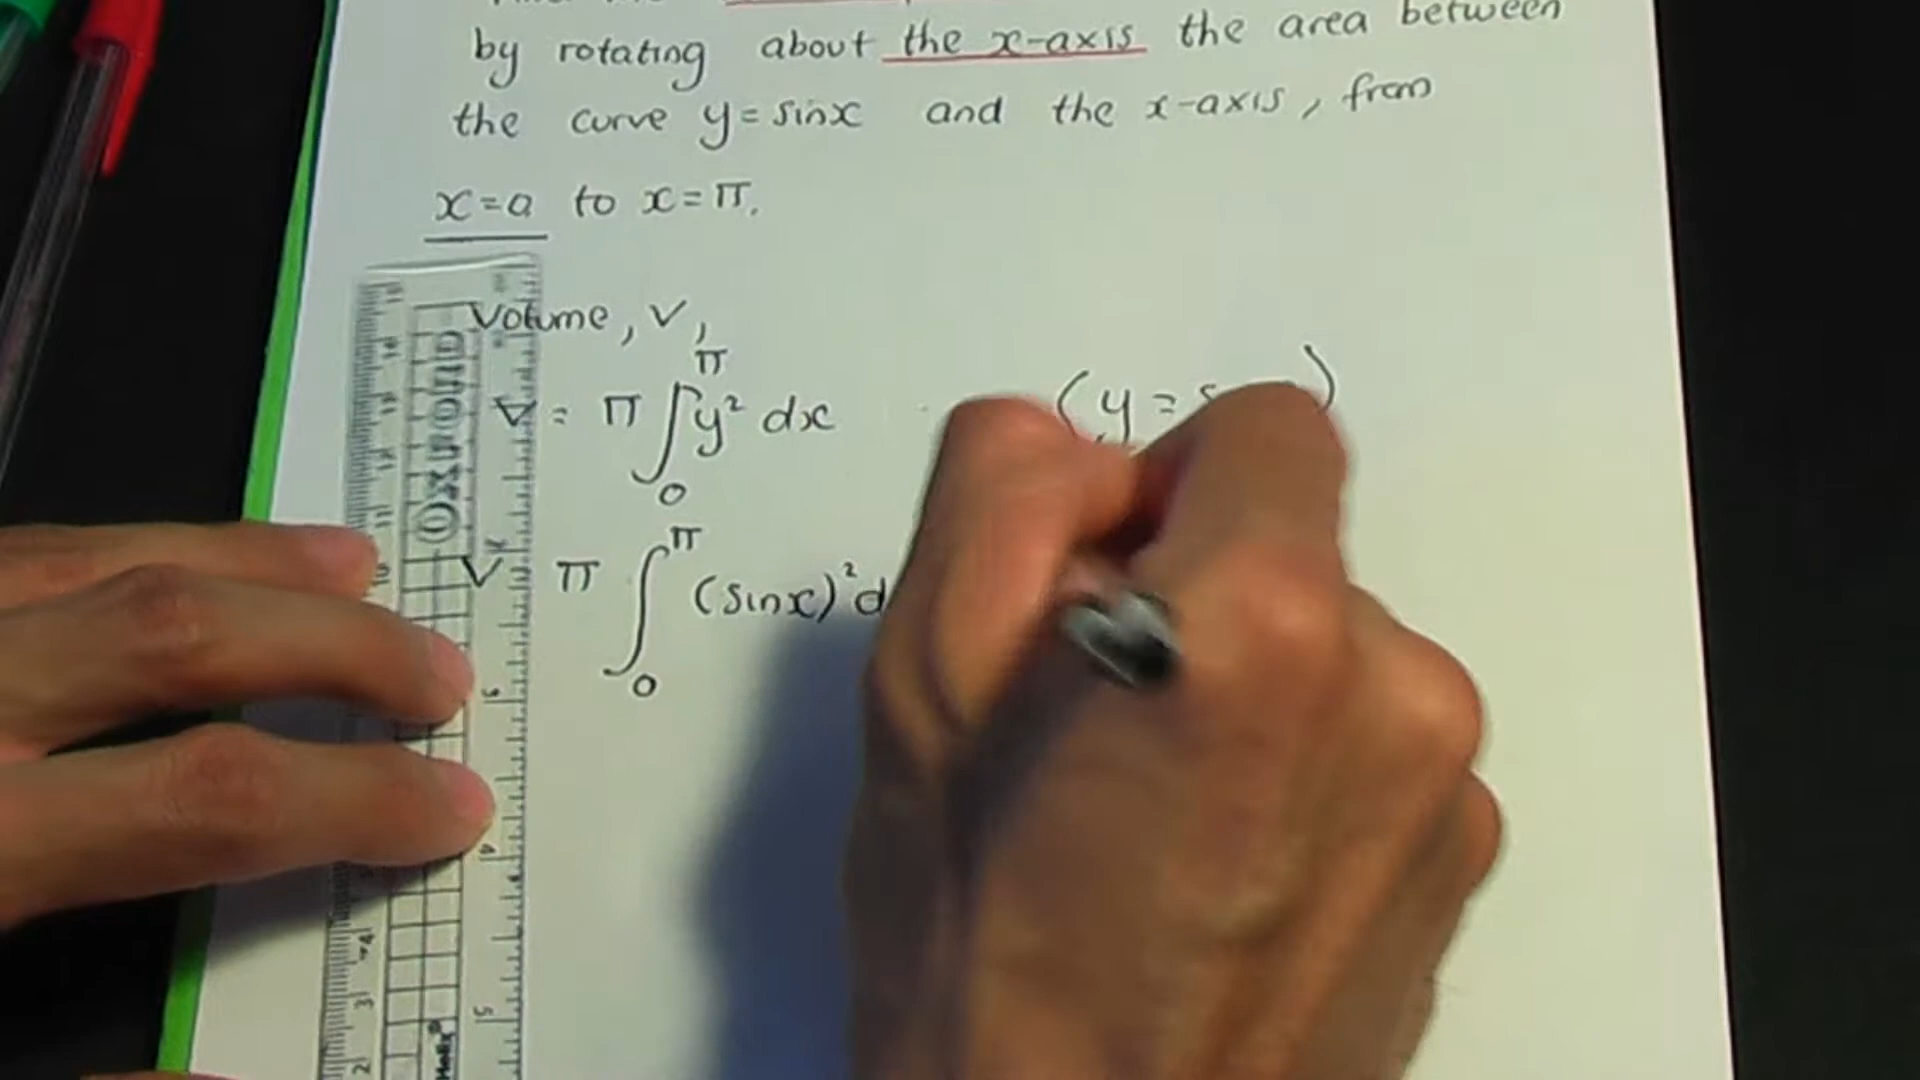 by rotating about the x-axis the area between
the curve y = sinx and the x-axis, from
x=a to x=π.
Volume, V,
V = π ∫₀^π y² dx (y =
V π ∫₀^π (sinx)² d
OXFORD
Helix